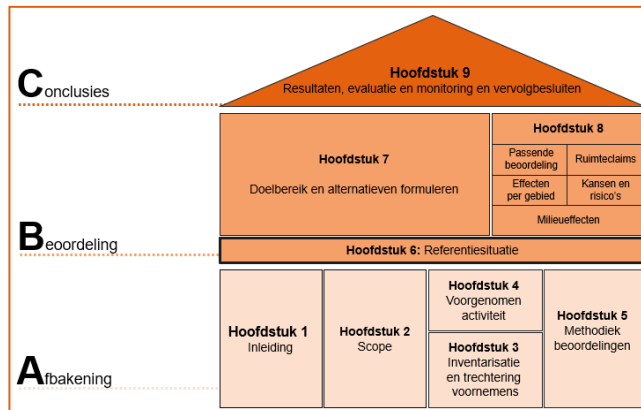 Conclusies
Hoofdstuk 9
Resultaten, evaluatie en monitoring en vervolgbesluiten
Hoofdstuk 7
Doelbereik en alternatieven formuleren
Hoofdstuk 8
Passende
beoordeling
Ruimteclaims
Effecten
per gebied
Kansen en
risico's
Milieueffecten
Beoordeling
Hoofdstuk 6: Referentiesituatie
Hoofdstuk 1
Inleiding
Hoofdstuk 2
Scope
Hoofdstuk 4
Voorgenomen
activiteit
Hoofdstuk 3
Inventarisatie
en trechtering
voornemens
Hoofdstuk 5
Methodiek
beoordelingen
Afbakening